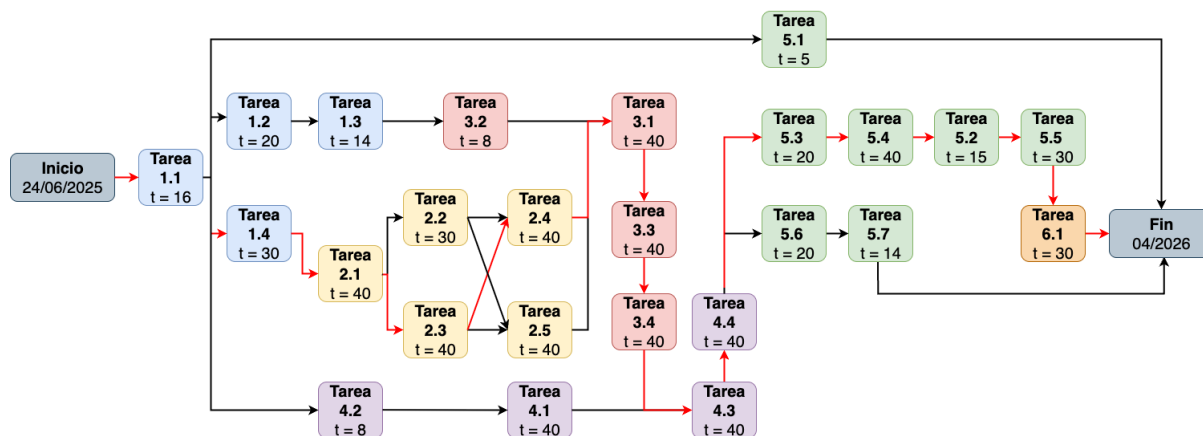 Tarea
5.1
t = 5
Tarea
1.2
t = 20
Tarea
1.3
t = 14
Tarea
3.2
t = 8
Tarea
3.1
t = 40
Tarea
5.3
t = 20
Tarea
5.4
t = 40
Tarea
5.2
t = 15
Tarea
5.5
t = 30
Inicio
24/06/2025
Tarea
1.1
t = 16
Tarea
1.4
t = 30
Tarea
2.1
t = 40
Tarea
2.2
t = 30
Tarea
2.4
t = 40
Tarea
3.3
t = 40
Tarea
5.6
t = 20
Tarea
5.7
t = 14
Tarea
6.1
t = 30
Fin
04/2026
Tarea
2.3
t = 40
Tarea
2.5
t = 40
Tarea
3.4
t = 40
Tarea
4.4
t = 40
Tarea
4.2
t = 8
Tarea
4.1
t = 40
Tarea
4.3
t = 40